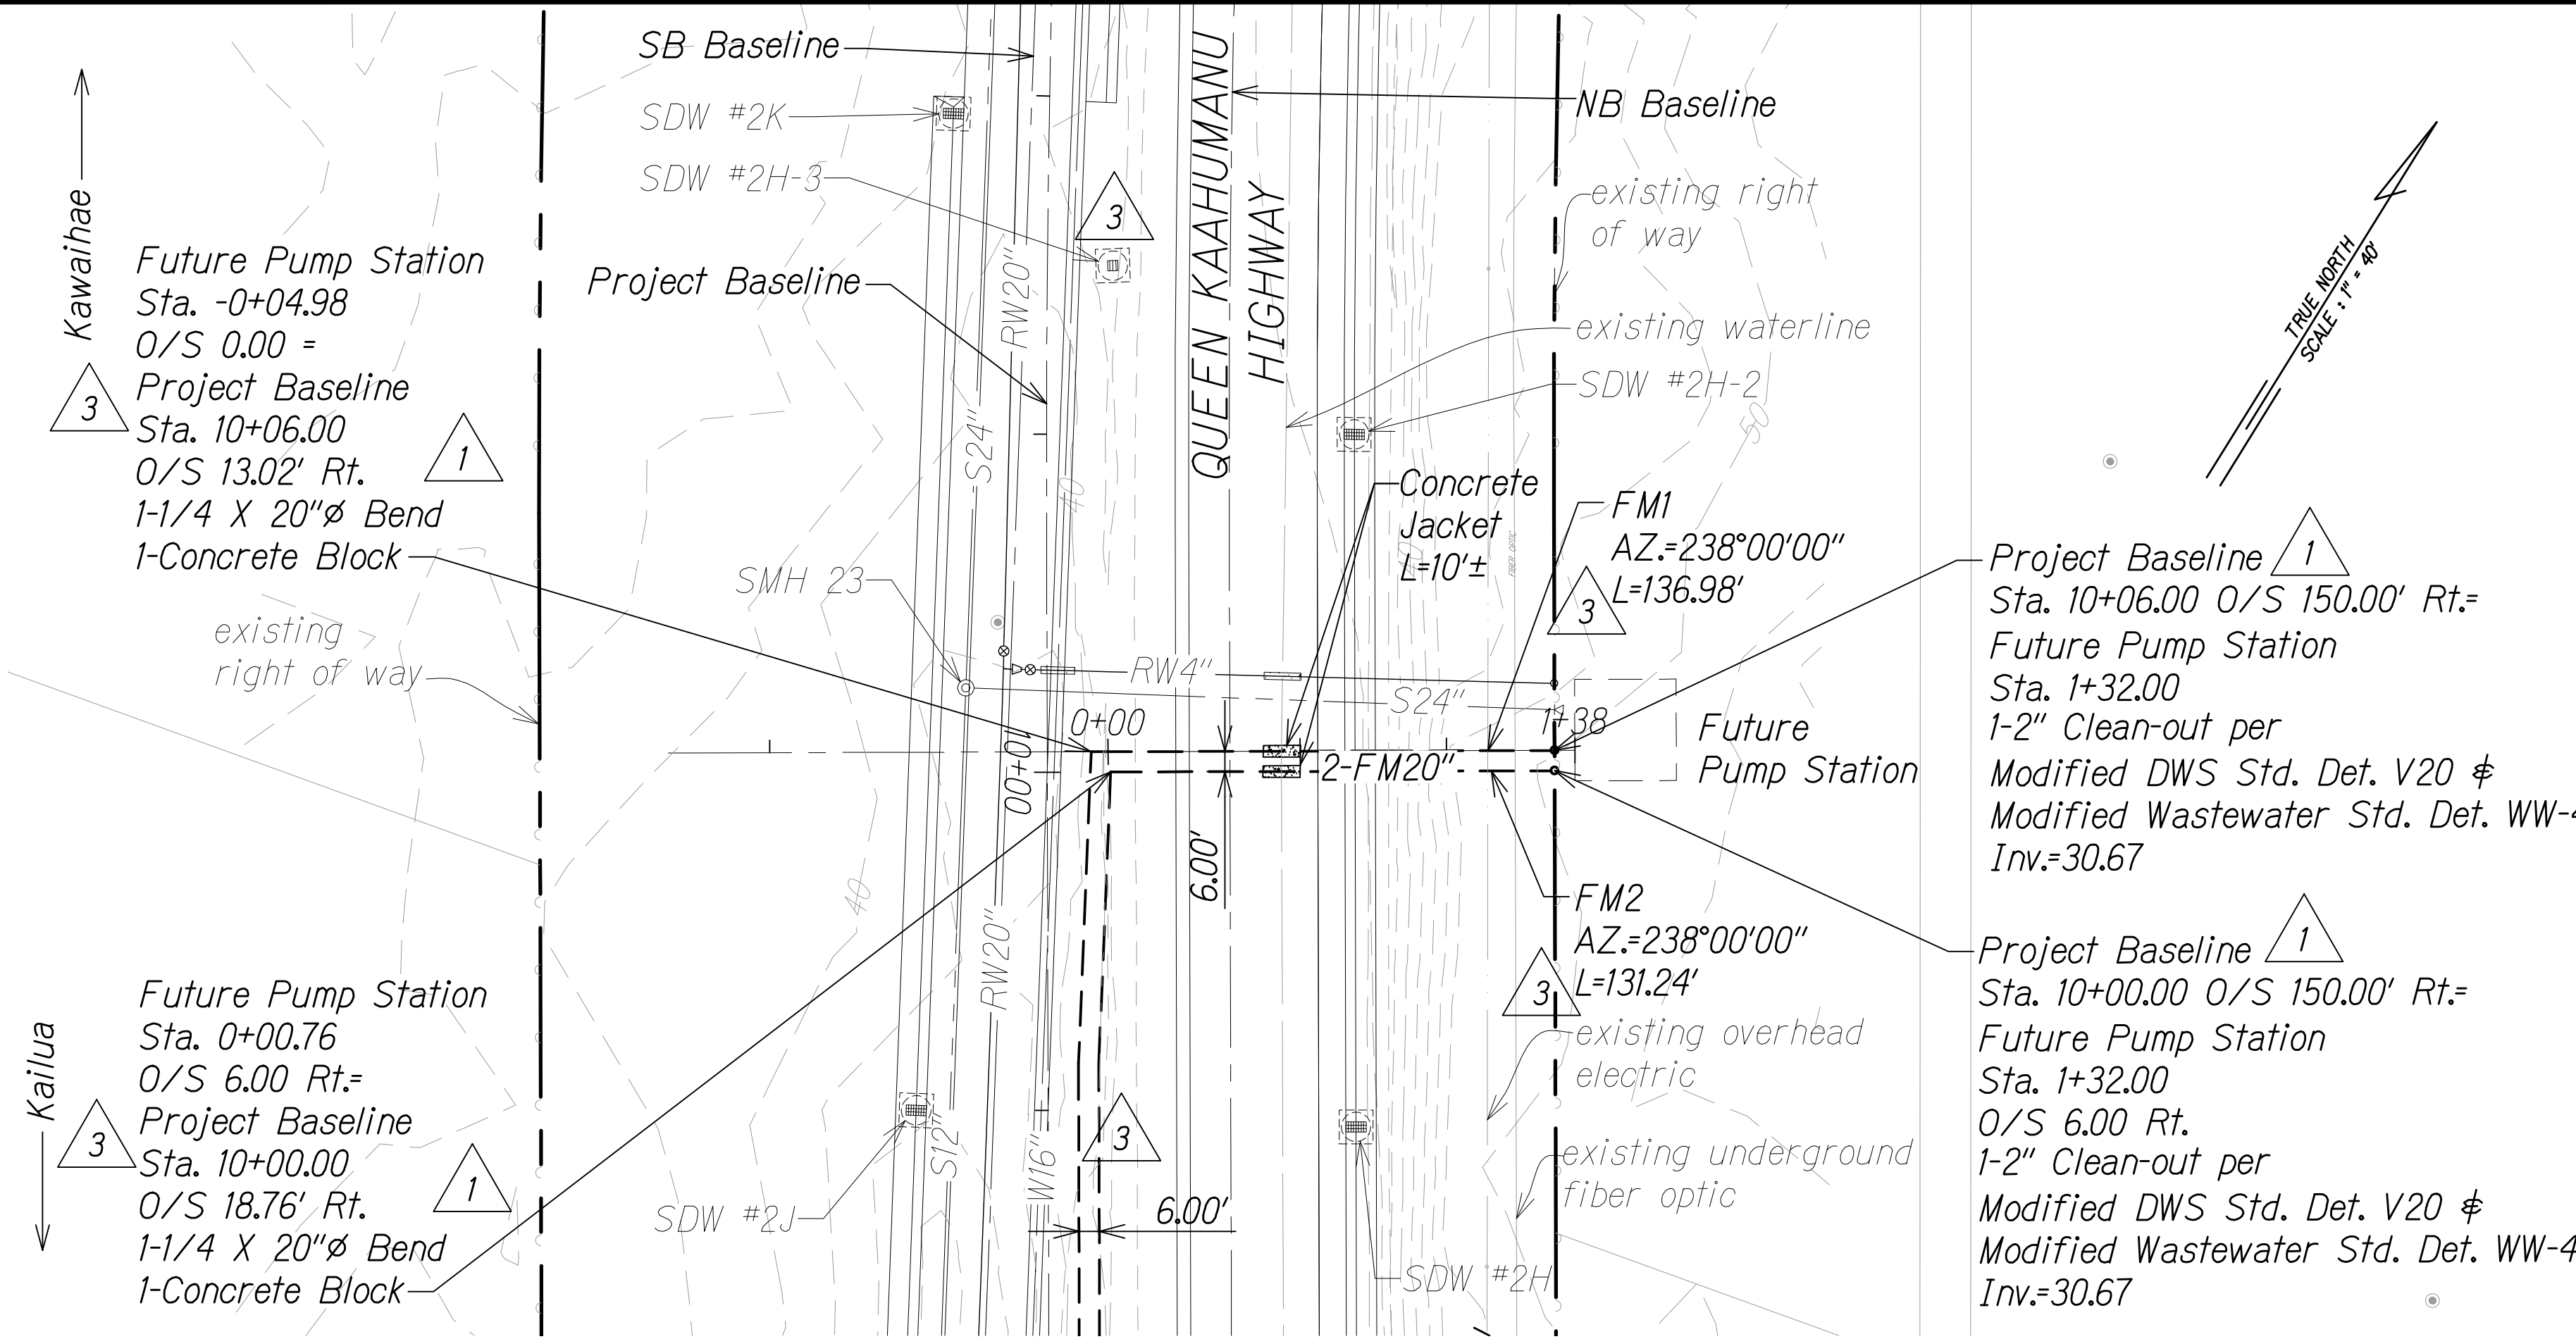 Kawaihae
Future Pump Station
Sta. -0+04.98
O/S 0.00 =
Project Baseline
Sta. 10+06.00
O/S 13.02' Rt.
1-1/4 X 20"ø Bend
1-Concrete Block
3
1
existing
right of way
Kailua
Future Pump Station
Sta. 0+00.76
O/S 6.00 Rt.=
Project Baseline
Sta. 10+00.00
O/S 18.76' Rt.
1-1/4 X 20"ø Bend
1-Concrete Block
3
1
SB Baseline
SDW #2K
SDW #2H-3
Project Baseline
SMH 23
SDW #2J
3
RW20"
S24"
40
40
RW20"
S12"
W16"
QUEEN KAAHUMANU
HIGHWAY
0+00
10+00
RW4"
S24"
1+38
2-FM20"
6.00'
6.00'
3
NB Baseline
existing right
of way
existing waterline
SDW #2H-2
50
40
FIBER OPTIC
Concrete
Jacket
L=10'±
FM1
AZ.=238°00'00"
L=136.98'
3
Future
Pump Station
FM2
AZ.=238°00'00"
L=131.24'
3
existing overhead
electric
existing underground
fiber optic
SDW #2H
TRUE NORTH
SCALE : 1" = 40'
Project Baseline
1
Sta. 10+06.00 O/S 150.00' Rt.=
Future Pump Station
Sta. 1+32.00
1-2" Clean-out per
Modified DWS Std. Det. V20 &
Modified Wastewater Std. Det. WW-4
Inv.=30.67
Project Baseline
1
Sta. 10+00.00 O/S 150.00' Rt.=
Future Pump Station
Sta. 1+32.00
O/S 6.00 Rt.
1-2" Clean-out per
Modified DWS Std. Det. V20 &
Modified Wastewater Std. Det. WW-4
Inv.=30.67